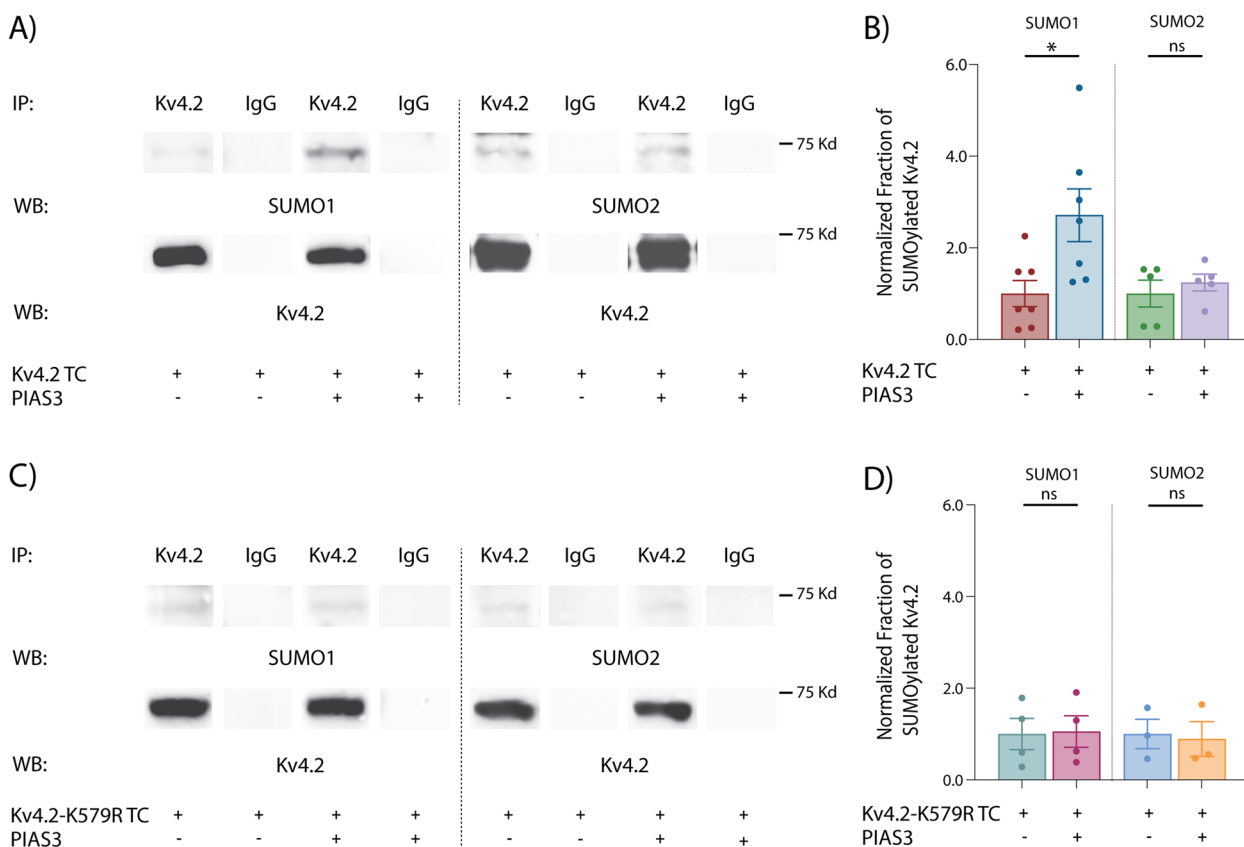 A)
IP: Kv4.2 IgG Kv4.2 IgG Kv4.2 IgG Kv4.2 IgG
75 Kd
WB: SUMO1 SUMO2
75 Kd
WB: Kv4.2 Kv4.2
Kv4.2 TC + + + + + + + +
PIAS3 - - + + - - + +
B)
SUMO1 SUMO2
* ns
Normalized Fraction of
SUMOylated Kv4.2
6.0
4.0
2.0
0.0
Kv4.2 TC + + + +
PIAS3 - + - +
C)
IP: Kv4.2 IgG Kv4.2 IgG Kv4.2 IgG Kv4.2 IgG
75 Kd
WB: SUMO1 SUMO2
75 Kd
WB: Kv4.2 Kv4.2
Kv4.2-K579R TC + + + + + + + +
PIAS3 - - + + - - + +
D)
SUMO1 SUMO2
ns ns
Normalized Fraction of
SUMOylated Kv4.2
6.0
4.0
2.0
0.0
Kv4.2-K579R TC + + + +
PIAS3 - + - +